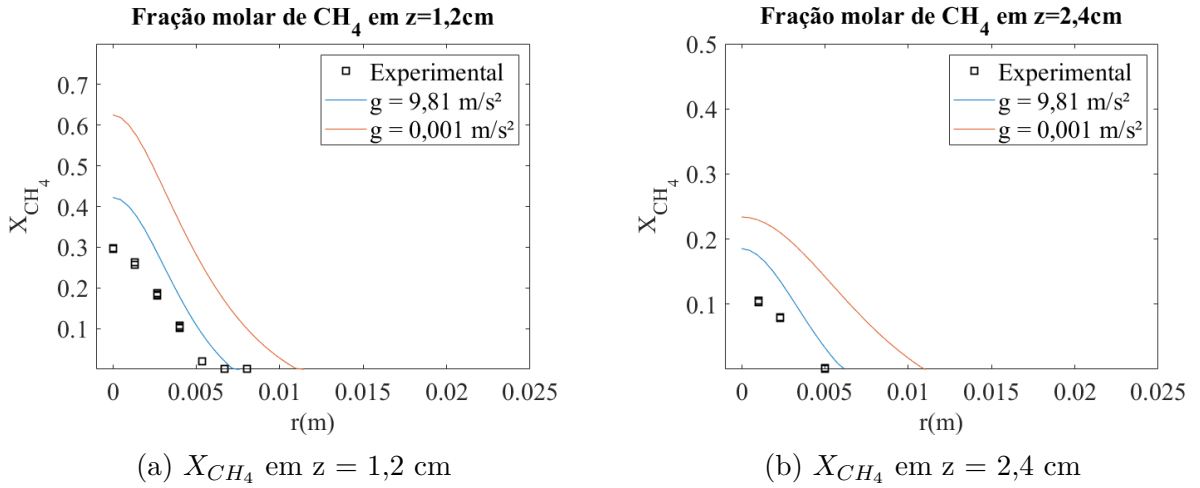 Fração molar de CH4 em z=1,2cm
0.7
0.6
0.5
0.4
0.3
0.2
0.1
XCH4
Experimental
g = 9,81 m/s²
g = 0,001 m/s²
0 0.005 0.01 0.015 0.02 0.025
r(m)
(a) XCH4 em z = 1,2 cm
Fração molar de CH4 em z=2,4cm
0.5
0.4
0.3
0.2
0.1
XCH4
Experimental
g = 9,81 m/s²
g = 0,001 m/s²
0 0.005 0.01 0.015 0.02 0.025
r(m)
(b) XCH4 em z = 2,4 cm